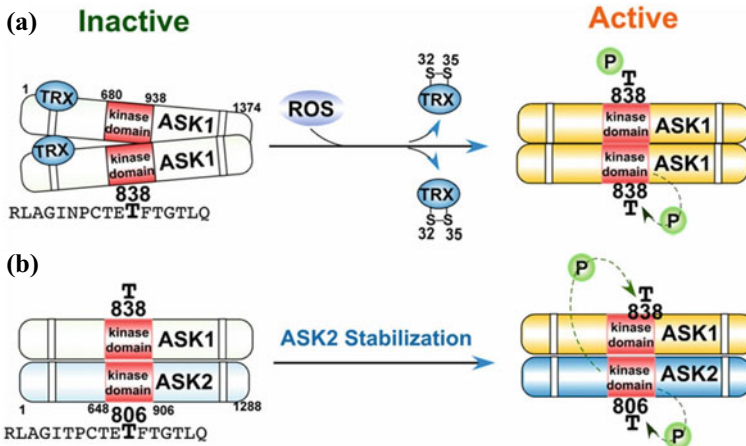 (a)
Inactive
Active
1
TRX
680
938
1374
kinase
domain
ASK1
TRX
kinase
domain
ASK1
838
RLAGINPCTETFTGTLQ
ROS
32 35
S-S
TRX
TRX
S-S
32 35
P
T
838
kinase
domain
ASK1
kinase
domain
ASK1
838
T
P
(b)
T
838
kinase
domain
ASK1
kinase
domain
ASK2
1
648
906
1288
806
RLAGITPCTETFTGTLQ
ASK2 Stabilization
P
T
838
kinase
domain
ASK1
kinase
domain
ASK2
806
T
P